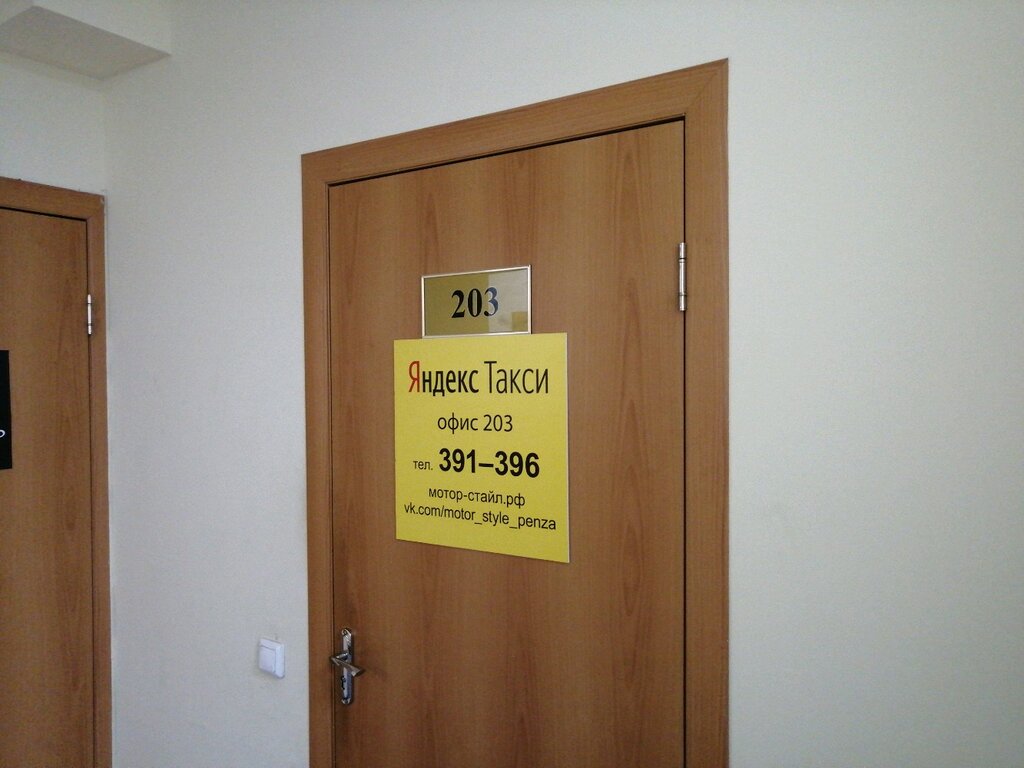 203
Яндекс Такси
офис 203
тел. 391–396
мотор-стайл.рф
vk.com/motor_style_penza